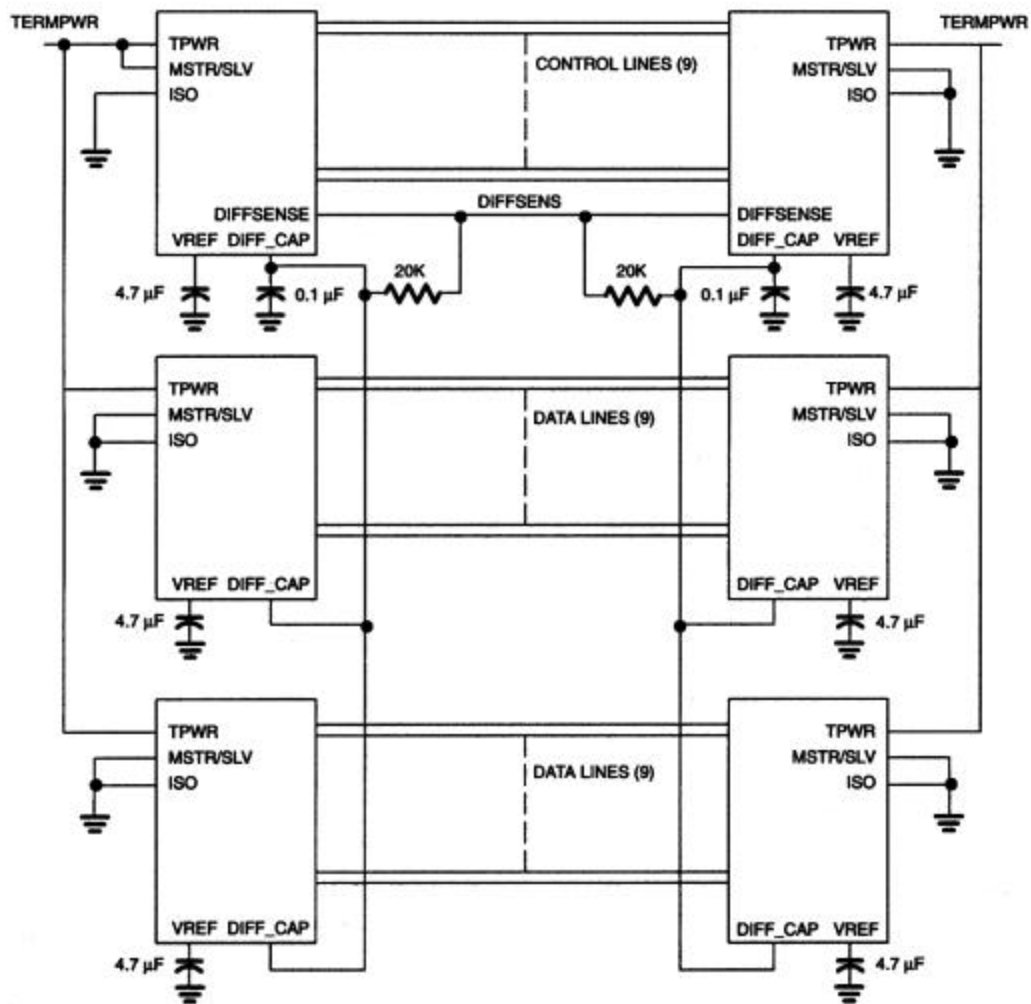 TERMPWR TERMPWR
TPWR TPWR
MSTR/SLV CONTROL LINES (9) MSTR/SLV
ISO ISO
DIFFSENS
DIFFSENSE DIFFSENSE
VREF DIFF_CAP DIFF_CAP VREF
20K 20K
4.7 µF 0.1 µF 0.1 µF 4.7 µF
TPWR TPWR
MSTR/SLV DATA LINES (9) MSTR/SLV
ISO ISO
VREF DIFF_CAP DIFF_CAP VREF
4.7 µF 4.7 µF
TPWR TPWR
MSTR/SLV DATA LINES (9) MSTR/SLV
ISO ISO
VREF DIFF_CAP DIFF_CAP VREF
4.7 µF 4.7 µF